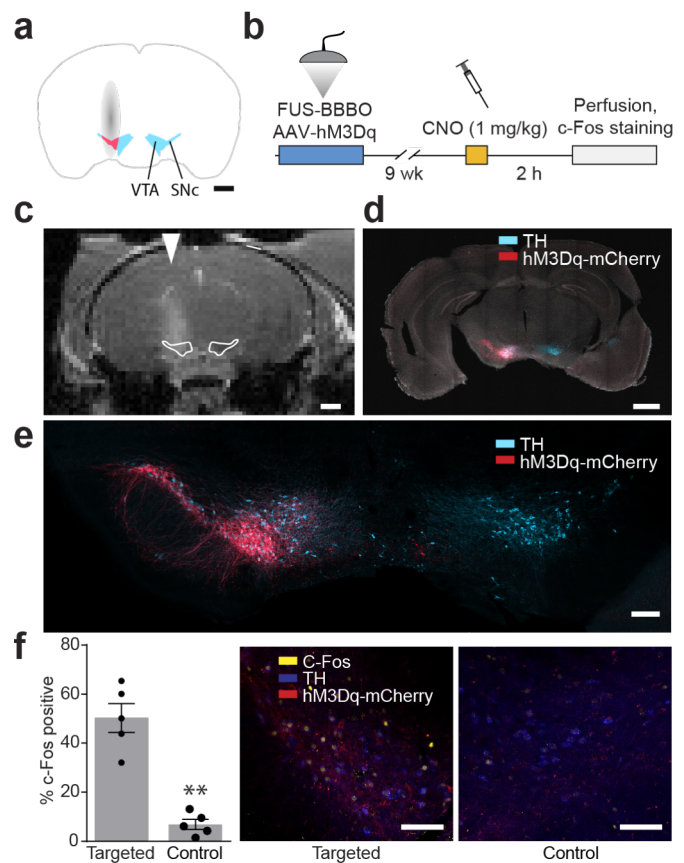 a
VTA
SNc
b
FUS-BBBO
AAV-hM3Dq
CNO (1 mg/kg)
Perfusion,
c-Fos staining
9 wk
2 h
c
d
TH
hM3Dq-mCherry
e
TH
hM3Dq-mCherry
f
% c-Fos positive
80
60
40
20
0
**
Targeted
Control
C-Fos
TH
hM3Dq-mCherry
Targeted
Control